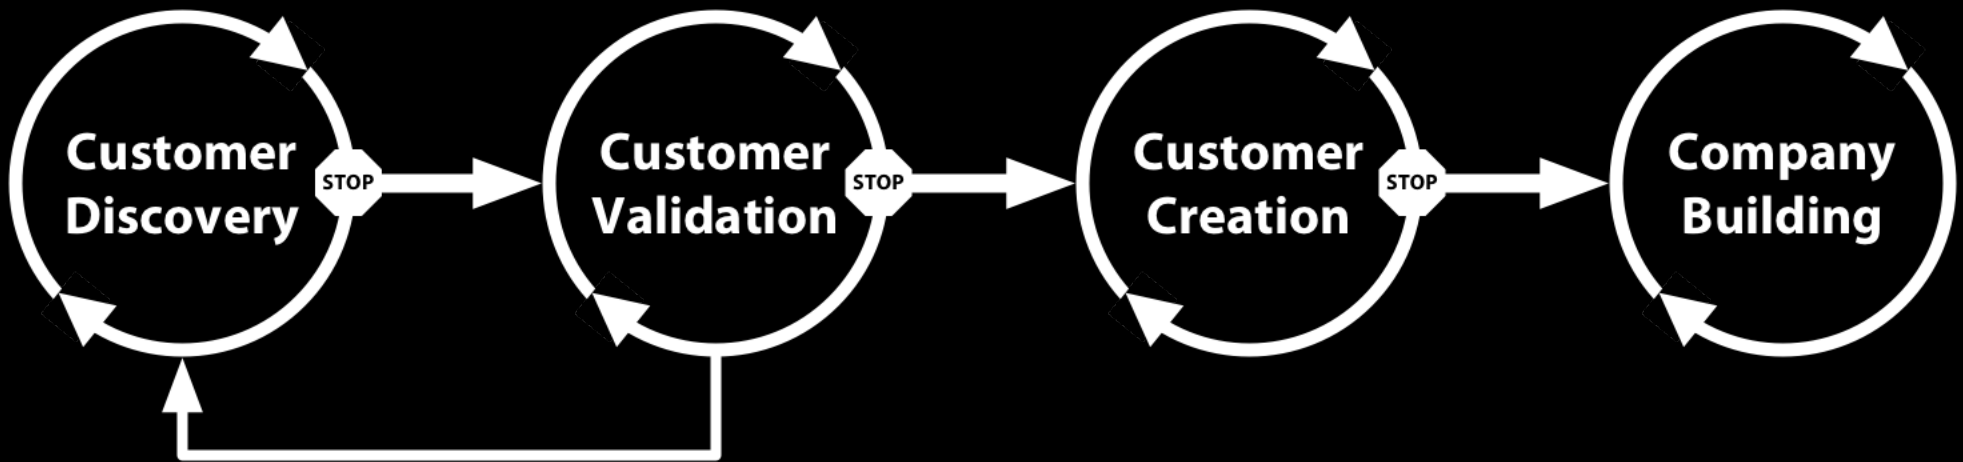 Customer
Discovery
STOP
Customer
Validation
STOP
Customer
Creation
STOP
Company
Building